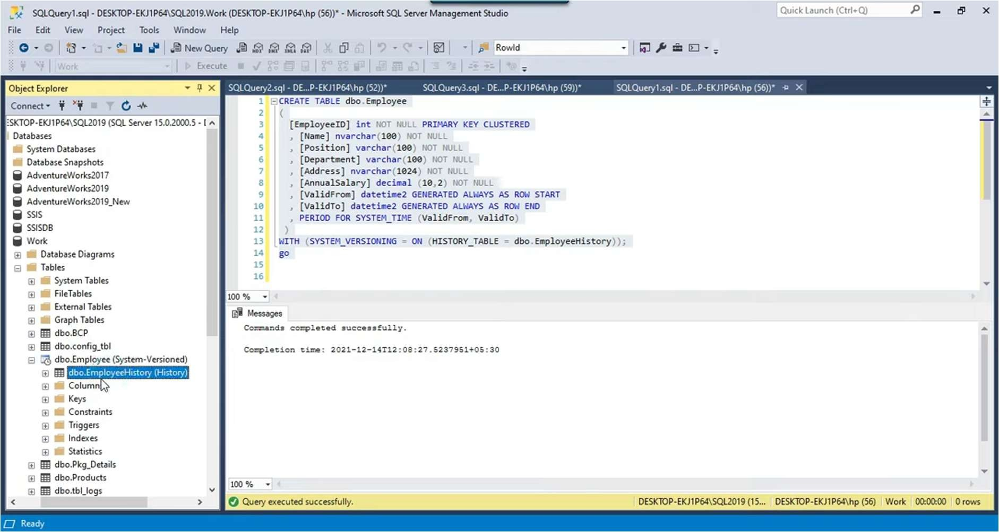 SQLQuery1.sql - DESKTOP-EKJ1P64\SQL2019.Work (DESKTOP-EKJ1P64\hp (56))* - Microsoft SQL Server Management Studio
Quick Launch (Ctrl+Q)
File Edit View Project Tools Window Help
New Query MDX DMX XMLA DAX RowId
Work Execute
Object Explorer
Connect
ESKTOP-EKJ1P64\SQL2019 (SQL Server 15.0.2000.5 -
Databases
System Databases
Database Snapshots
AdventureWorks2017
AdventureWorks2019
AdventureWorks2019_New
SSIS
SSISDB
Work
Database Diagrams
Tables
System Tables
FileTables
External Tables
Graph Tables
dbo.BCP
dbo.config_tbl
dbo.Employee (System-Versioned)
dbo.EmployeeHistory (History)
Column
Keys
Constraints
Triggers
Indexes
Statistics
dbo.Pkg_Details
dbo.Products
dbo.tbl_logs
SQLQuery2.sql - DE...P-EKJ1P64\hp (52))* SQLQuery3.sql - DE...P-EKJ1P64\hp (59))* SQLQuery1.sql - DE...P-EKJ1P64\hp (56))*
1 CREATE TABLE dbo.Employee
2 (
3 [EmployeeID] int NOT NULL PRIMARY KEY CLUSTERED
4 , [Name] nvarchar(100) NOT NULL
5 , [Position] varchar(100) NOT NULL
6 , [Department] varchar(100) NOT NULL
7 , [Address] nvarchar(1024) NOT NULL
8 , [AnnualSalary] decimal (10,2) NOT NULL
9 , [ValidFrom] datetime2 GENERATED ALWAYS AS ROW START
10 , [ValidTo] datetime2 GENERATED ALWAYS AS ROW END
11 , PERIOD FOR SYSTEM_TIME (ValidFrom, ValidTo)
12 )
13 WITH (SYSTEM_VERSIONING = ON (HISTORY_TABLE = dbo.EmployeeHistory));
14 go
15
16
100 %
Messages
Commands completed successfully.
Completion time: 2021-12-14T12:08:27.5237951+05:30
100 %
Query executed successfully. DESKTOP-EKJ1P64\SQL2019 (15... DESKTOP-EKJ1P64\hp (56) Work 00:00:00 0 rows
Ready